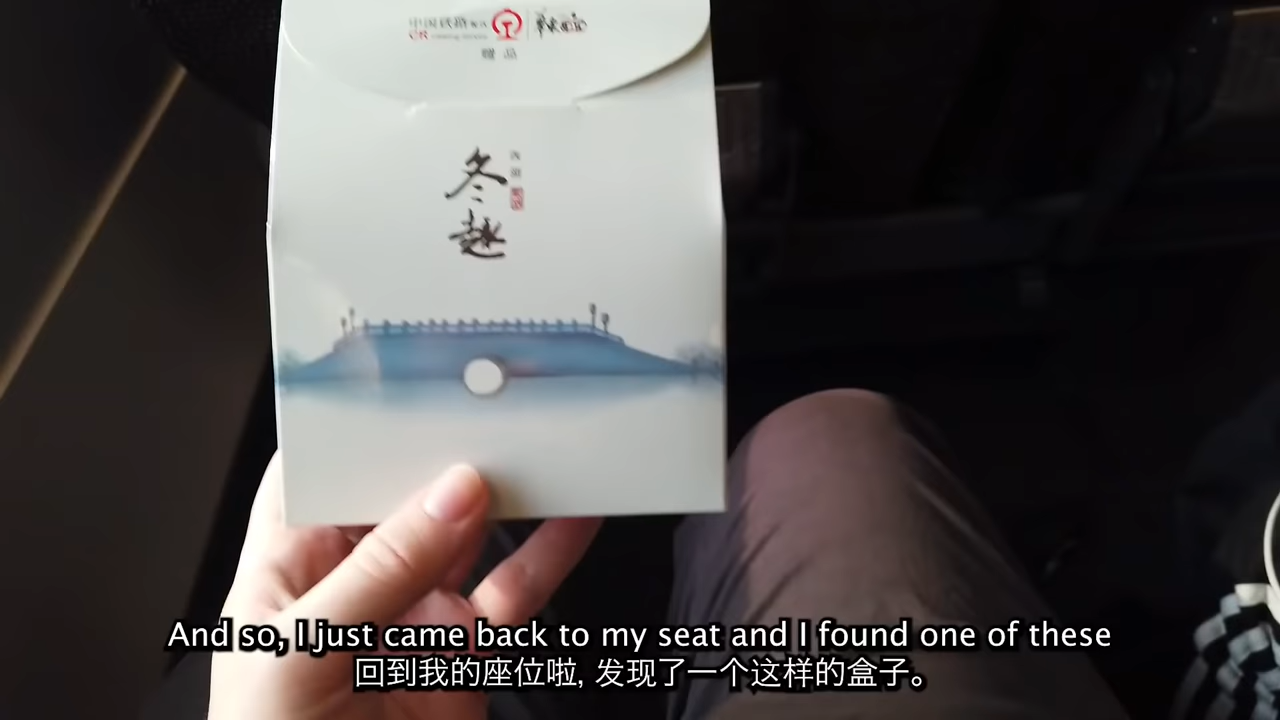 中国铁路
CR
赠品
冬趣
And so, I just came back to my seat and I found one of these
回到我的座位啦, 发现了一个这样的盒子。